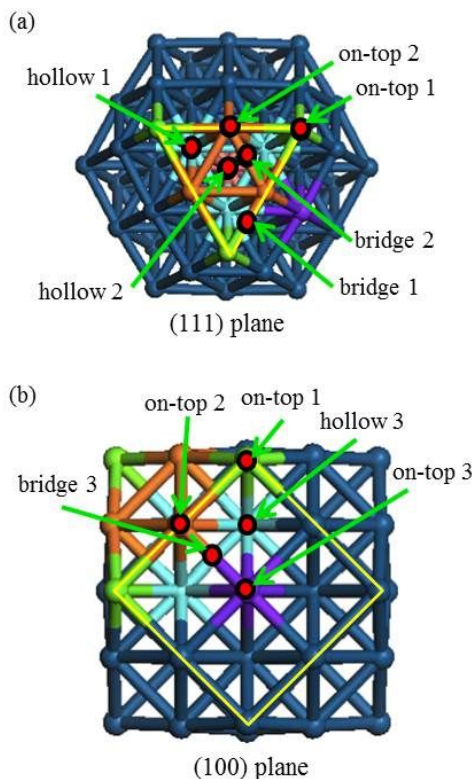 (a)
on-top 2
hollow 1
on-top 1
bridge 2
hollow 2
bridge 1
(111) plane
(b)
on-top 1
on-top 2
hollow 3
bridge 3
on-top 3
(100) plane